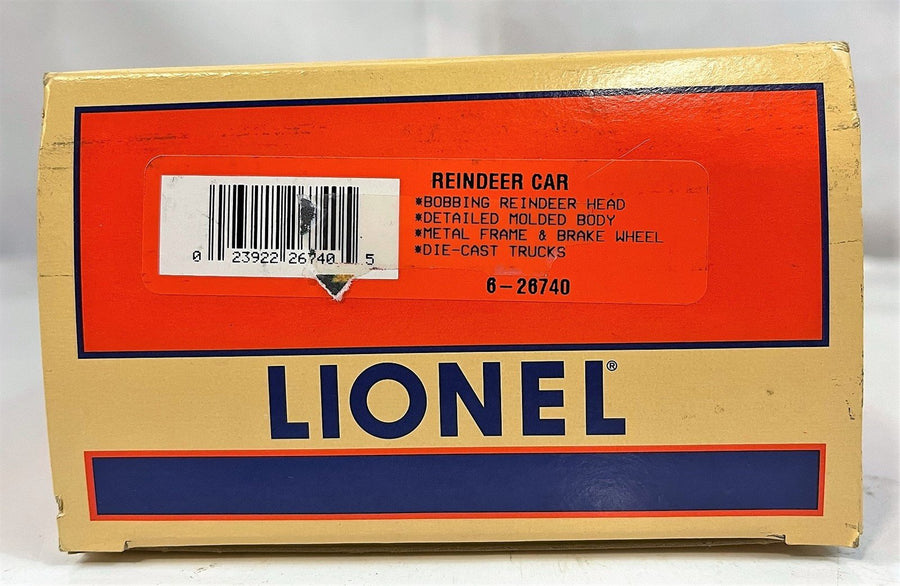 REINDEER CAR
*BOBBING REINDEER HEAD
*DETAILED MOLDED BODY
*METAL FRAME & BRAKE WHEEL
*DIE-CAST TRUCKS
0 23922 26740 5
6-26740
LIONEL®